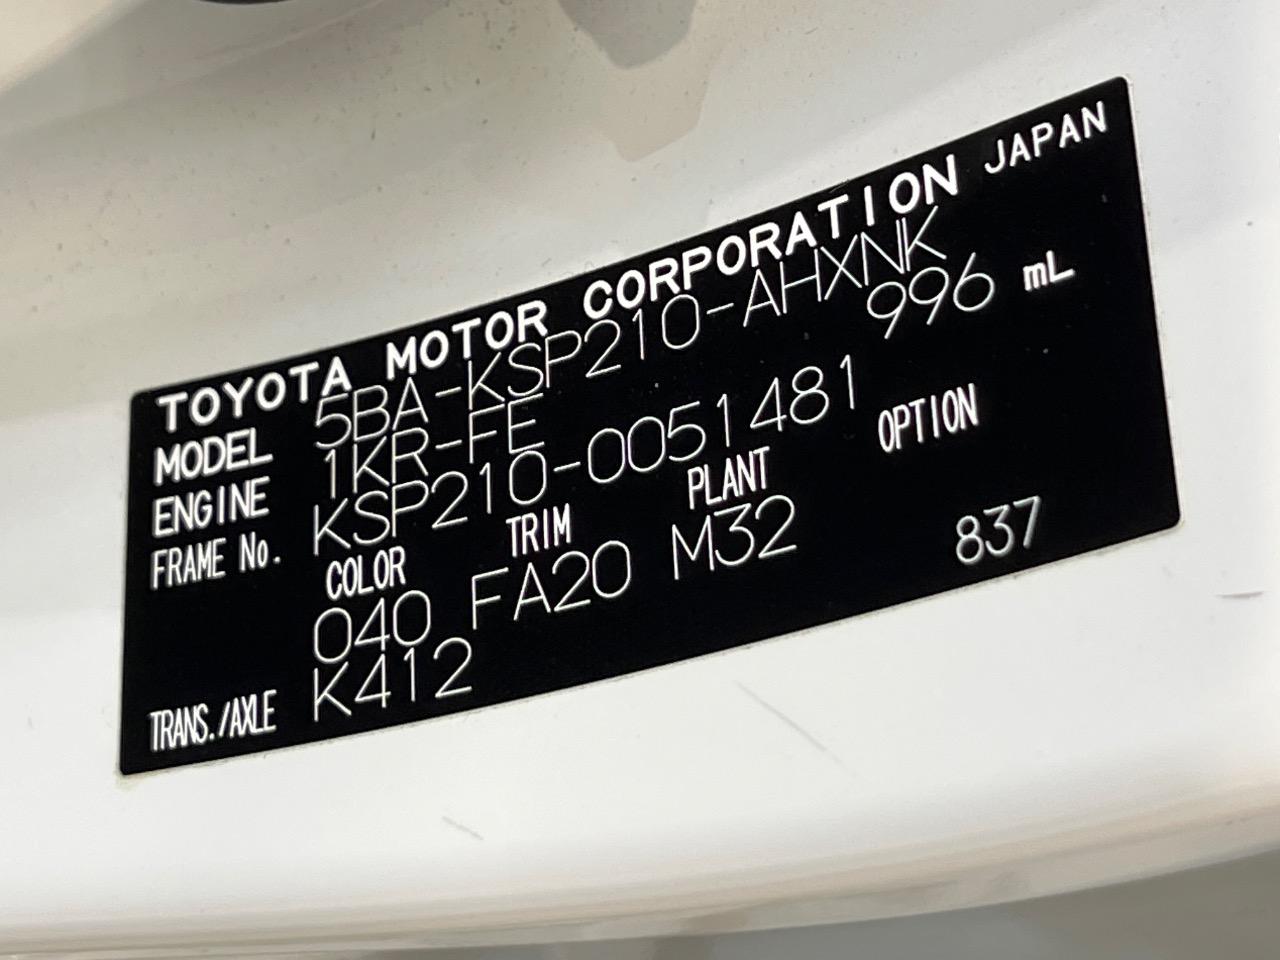 TOYOTA MOTOR CORPORATION JAPAN
MODEL 5BA-KSP210-AHXNK
ENGINE 1KR-FE 996 mL
FRAME No. KSP210-0051481
COLOR TRIM PLANT OPTION
040 FA20 M32 837
TRANS./AXLE K412